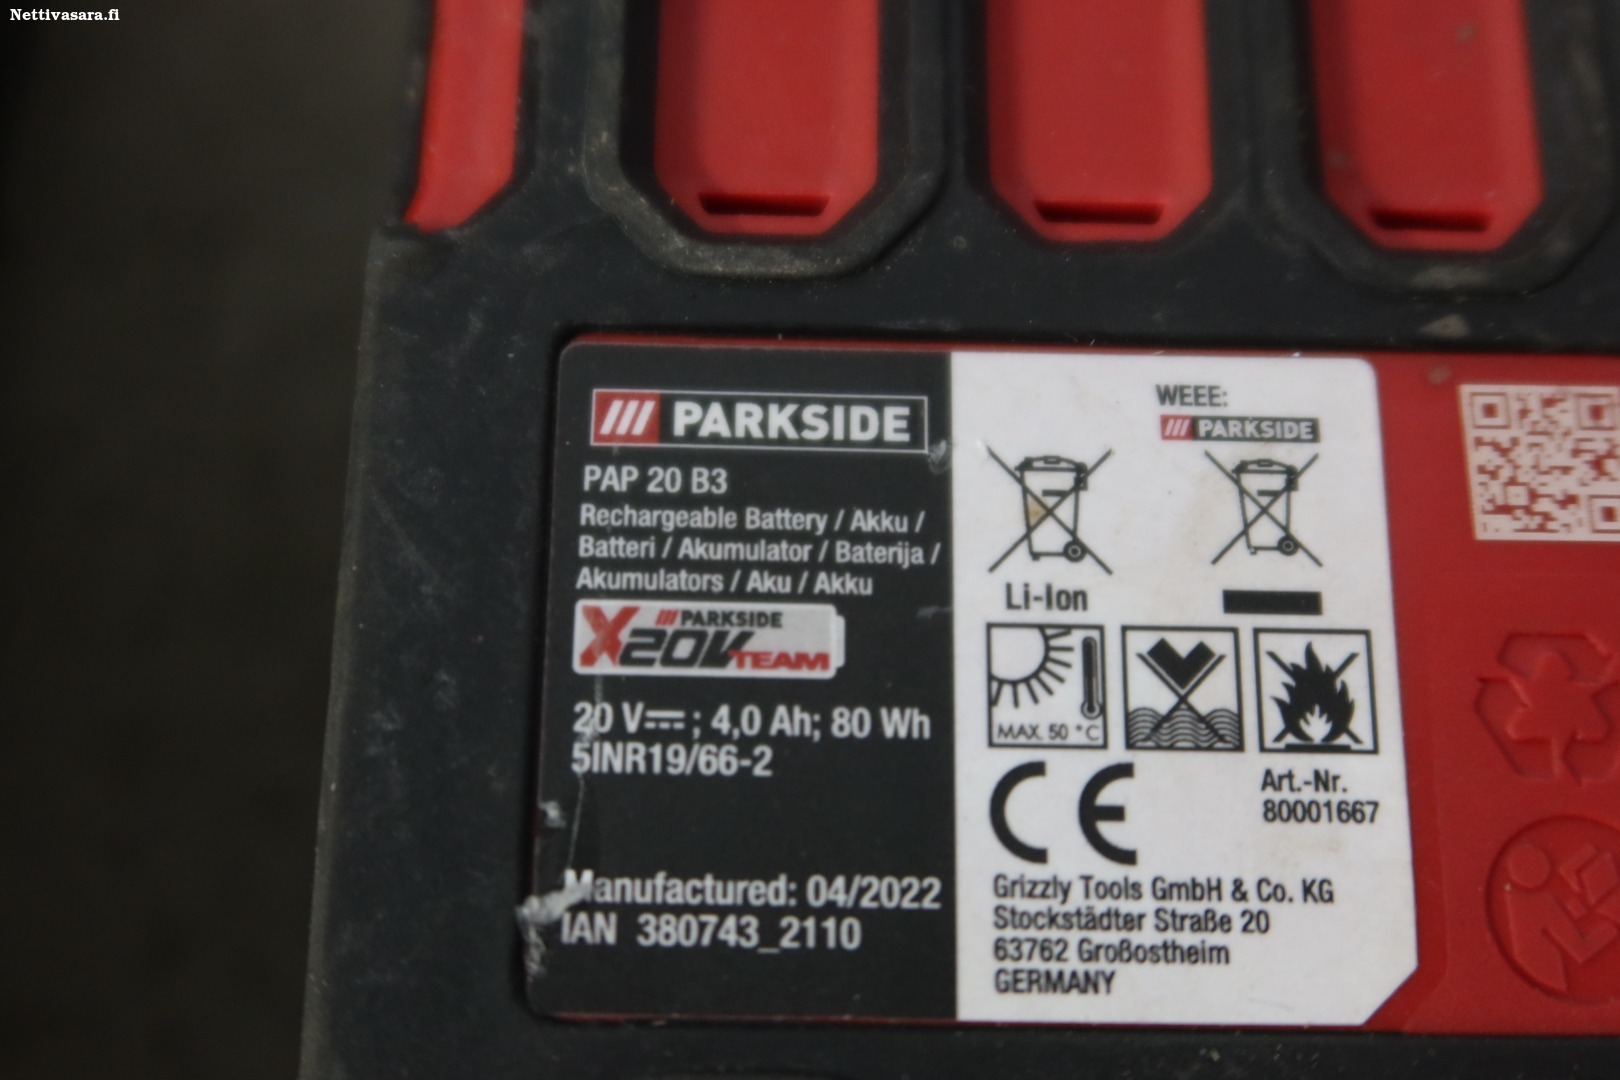 Nettivasara.fi
PARKSIDE
PAP 20 B3
Rechargeable Battery / Akku /
Batteri / Akumulator / Baterija /
Akumulators / Aku / Akku
PARKSIDE
X20V TEAM
20 V⎓; 4,0 Ah; 80 Wh
5INR19/66-2
Manufactured: 04/2022
IAN 380743_2110
WEEE:
PARKSIDE
Li-Ion
MAX. 50 °C
CE
Art.-Nr.
80001667
Grizzly Tools GmbH & Co. KG
Stockstädter Straße 20
63762 Großostheim
GERMANY